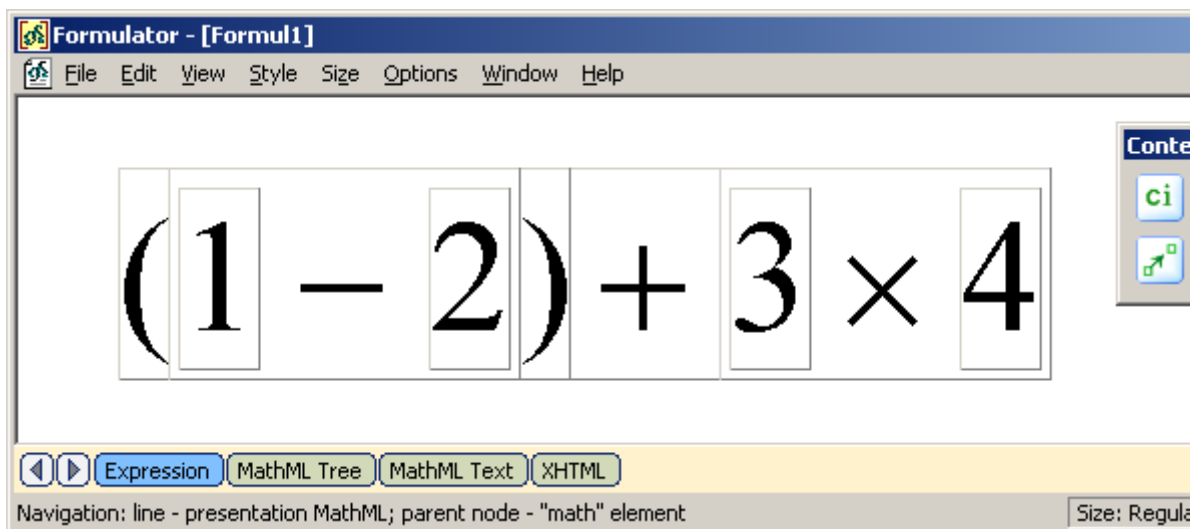 Formulator - [Formul1]
File Edit View Style Size Options Window Help
Conte
(1 − 2) + 3 × 4
ci
Expression MathML Tree MathML Text XHTML
Navigation: line - presentation MathML; parent node - "math" element Size: Regula